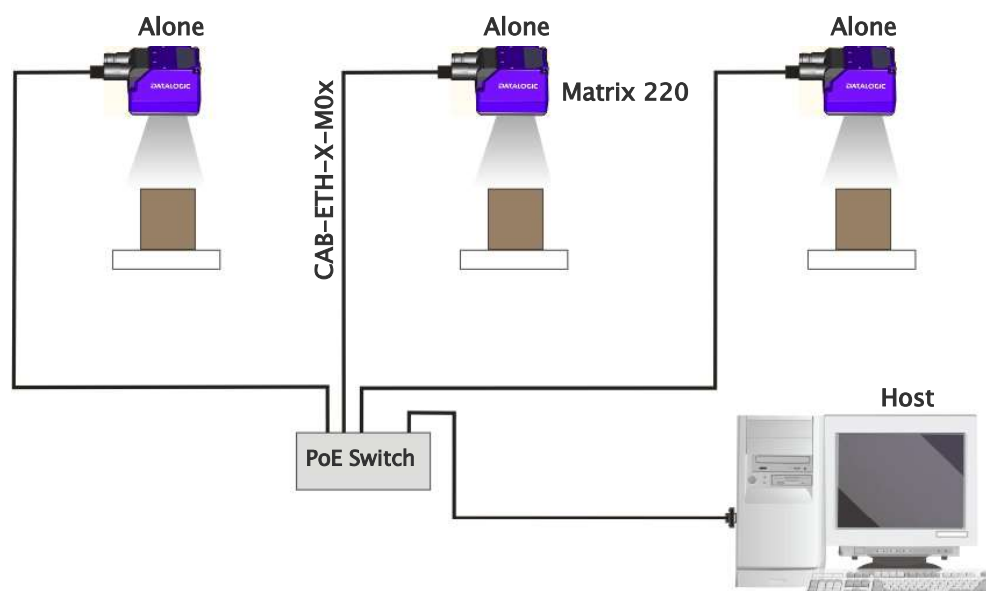 Alone
Alone
Alone
DATALOGIC
DATALOGIC
DATALOGIC
Matrix 220
CAB-ETH-X-M0x
PoE Switch
Host